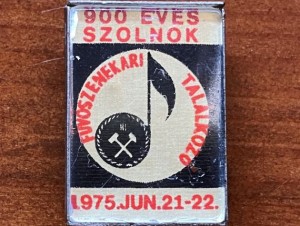 900 ÉVES
SZOLNOK
FÚVÓSZENEKARI
TALÁLKOZÓ
1975.JUN.21-22.